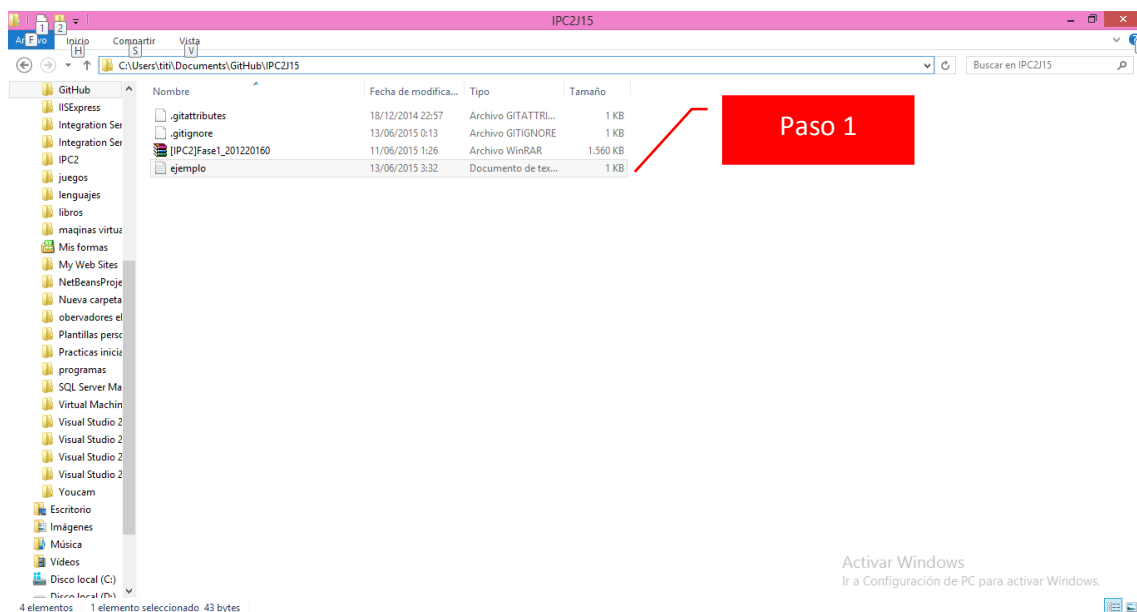 1 2 IPC2J15
Inicio Compartir Vista
F H S V
C:\Users\titi\Documents\GitHub\IPC2J15 Buscar en IPC2J15
Nombre Fecha de modifica... Tipo Tamaño
.gitattributes 18/12/2014 22:57 Archivo GITATTRI... 1 KB
.gitignore 13/06/2015 0:13 Archivo GITIGNORE 1 KB
[IPC2]Fase1_201220160 11/06/2015 1:26 Archivo WinRAR 1.560 KB
ejemplo 13/06/2015 3:32 Documento de tex... 1 KB
Paso 1
GitHub
IISExpress
Integration Ser
Integration Ser
IPC2
juegos
lenguajes
libros
maqinas virtua
Mis formas
My Web Sites
NetBeansProje
Nueva carpeta
obervadores el
Plantillas perso
Practicas inicia
programas
SQL Server Ma
Virtual Machin
Visual Studio 2
Visual Studio 2
Visual Studio 2
Visual Studio 2
Youcam
Escritorio
Imágenes
Música
Vídeos
Disco local (C:)
Disco local (D:)
Activar Windows
Ir a Configuración de PC para activar Windows.
4 elementos 1 elemento seleccionado 43 bytes